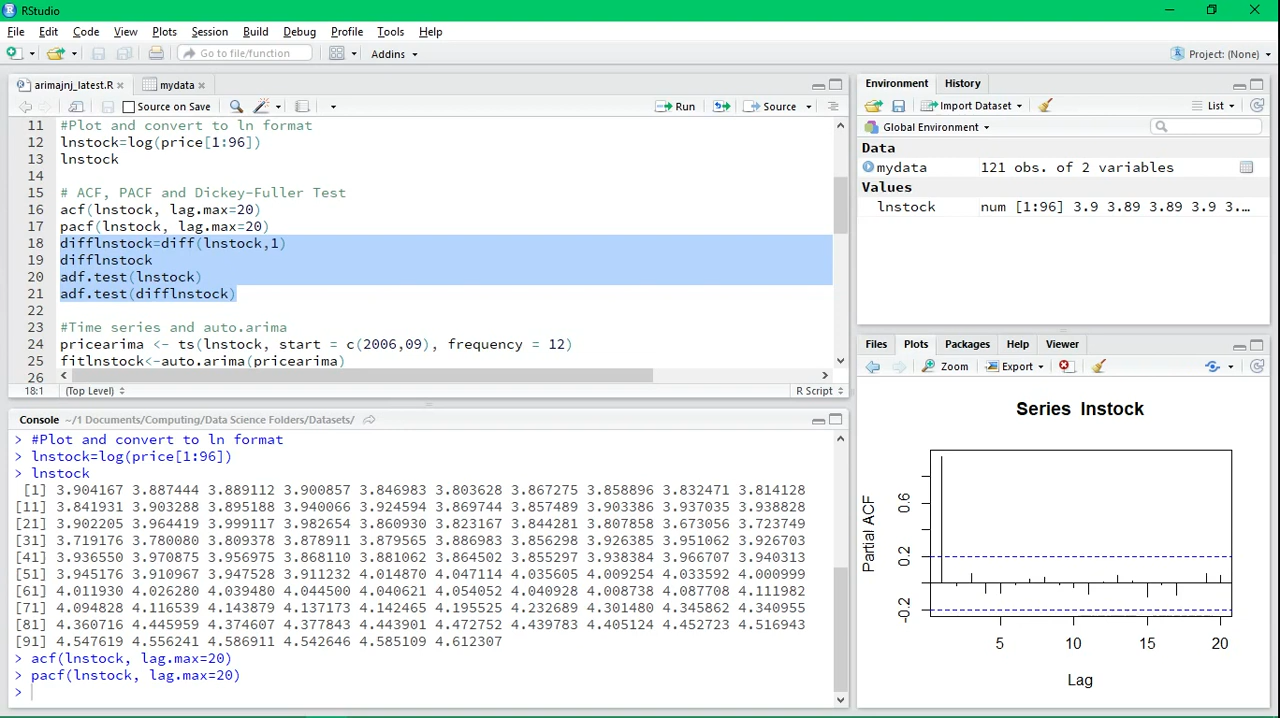 RStudio
File Edit Code View Plots Session Build Debug Profile Tools Help
Go to file/function Addins Project: (None)
arimajnj_latest.R mydata
Source on Save Run Source
11 #Plot and convert to ln format
12 lnstock=log(price[1:96])
13 lnstock
14
15 # ACF, PACF and Dickey-Fuller Test
16 acf(lnstock, lag.max=20)
17 pacf(lnstock, lag.max=20)
18 difflnstock=diff(lnstock,1)
19 difflnstock
20 adf.test(lnstock)
21 adf.test(difflnstock)
22
23 #Time series and auto.arima
24 pricearima <- ts(lnstock, start = c(2006,09), frequency = 12)
25 fitlnstock<-auto.arima(pricearima)
26
18:1 (Top Level) R Script
Console ~/1 Documents/Computing/Data Science Folders/Datasets/
> #Plot and convert to ln format
> lnstock=log(price[1:96])
> lnstock
[1] 3.904167 3.887444 3.889112 3.900857 3.846983 3.803628 3.867275 3.858896 3.832471 3.814128
[11] 3.841931 3.903288 3.895188 3.940066 3.924594 3.869744 3.857489 3.903386 3.937035 3.938828
[21] 3.902205 3.964419 3.999117 3.982654 3.860930 3.823167 3.844281 3.807858 3.673056 3.723749
[31] 3.719176 3.780080 3.809378 3.878911 3.879565 3.886983 3.856298 3.926385 3.951062 3.926703
[41] 3.936550 3.970875 3.956975 3.868110 3.881062 3.864502 3.855297 3.938384 3.966707 3.940313
[51] 3.945176 3.910967 3.947528 3.911232 4.014870 4.047114 4.035605 4.009254 4.033592 4.000999
[61] 4.011930 4.026280 4.039480 4.044500 4.040621 4.054052 4.040928 4.008738 4.087708 4.111982
[71] 4.094828 4.116539 4.143879 4.137173 4.142465 4.195525 4.232689 4.301480 4.345862 4.340955
[81] 4.360716 4.445959 4.374607 4.377843 4.443901 4.472752 4.439783 4.405124 4.452723 4.516943
[91] 4.547619 4.556241 4.586911 4.542646 4.585109 4.612307
> acf(lnstock, lag.max=20)
> pacf(lnstock, lag.max=20)
>
Environment History
Import Dataset List
Global Environment
Data
mydata 121 obs. of 2 variables
Values
lnstock num [1:96] 3.9 3.89 3.89 3.9 3.…
Files Plots Packages Help Viewer
Zoom Export
Series lnstock
Partial ACF
0.6
0.2
-0.2
5 10 15 20
Lag